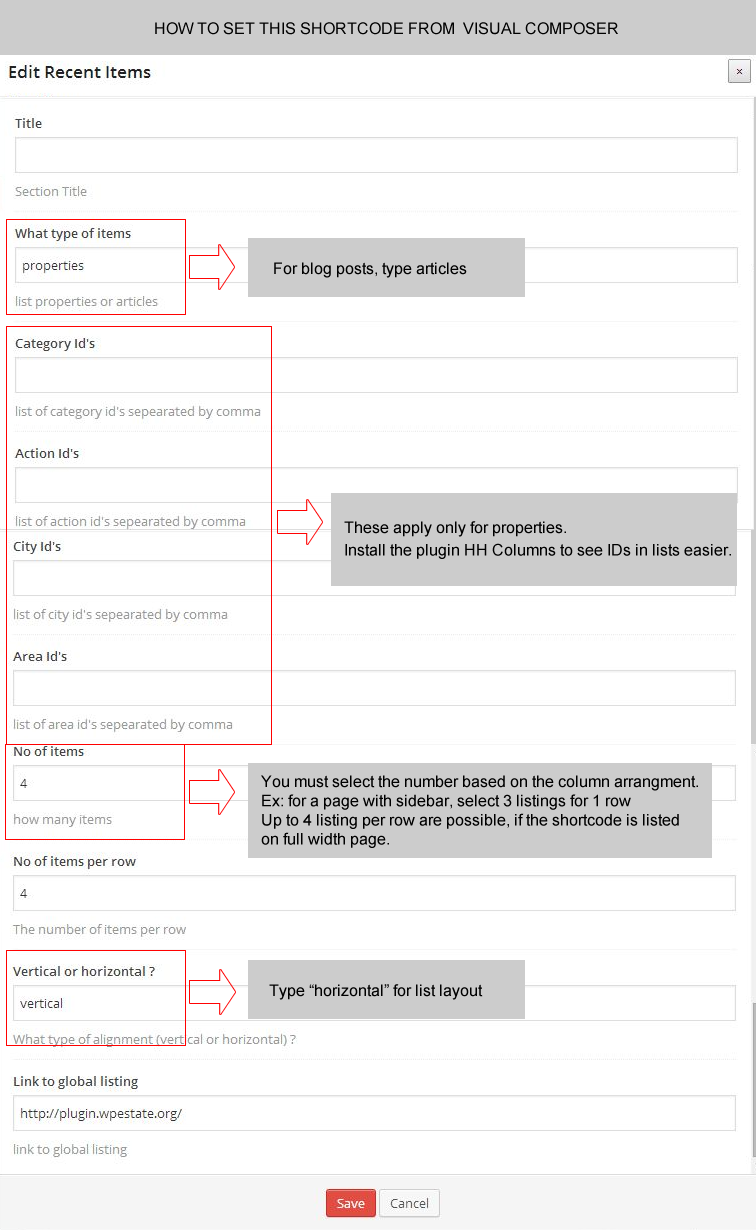 HOW TO SET THIS SHORTCODE FROM VISUAL COMPOSER
Edit Recent Items
×
Title
Section Title
What type of items
properties
For blog posts, type articles
list properties or articles
Category Id's
list of category id's sepearated by comma
Action Id's
list of action id's sepearated by comma
These apply only for properties.
Install the plugin HH Columns to see IDs in lists easier.
City Id's
list of city id's sepearated by comma
Area Id's
list of area id's sepearated by comma
No of items
4
how many items
You must select the number based on the column arrangment.
Ex: for a page with sidebar, select 3 listings for 1 row
Up to 4 listing per row are possible, if the shortcode is listed
on full width page.
No of items per row
4
The number of items per row
Vertical or horizontal ?
vertical
Type “horizontal” for list layout
What type of alignment (vertical or horizontal) ?
Link to global listing
http://plugin.wpestate.org/
link to global listing
Save
Cancel